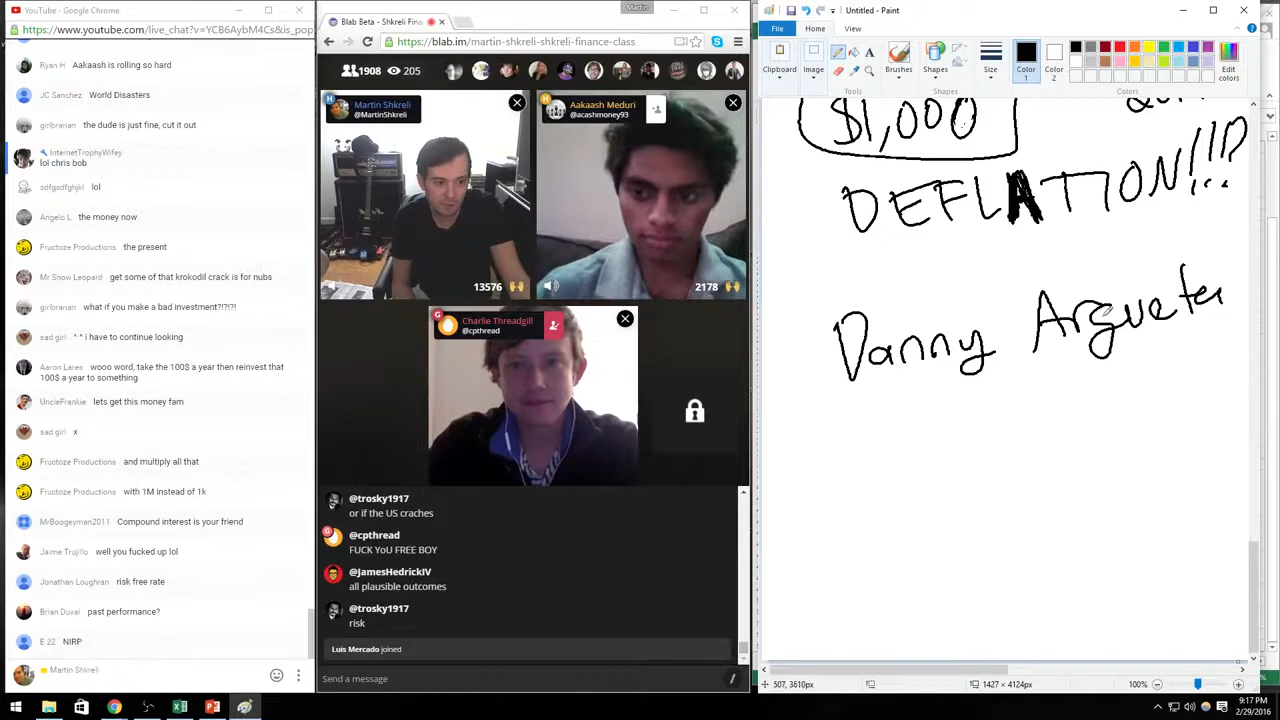 YouTube - Google Chrome
https://www.youtube.com/live_chat?v=YCB6AybM4Cs&is_pop
Ryan H Aakaash is rolling so hard
JC Sanchez World Disasters
girlbrarian the dude is just fine, cut it out
InternetTrophyWifey
lol chris bob
sdfgsdfghjkl lol
Angelo L the money now
Fructoze Productions the present
Mr Snow Leopard get some of that krokodil crack is for nubs
girlbrarian what if you make a bad investment?!?!?!
sad girl ^ ^ i have to continue looking
Aaron Lares wooo word, take the 100$ a year then reinvest that
100$ a year to something
UncleFrankie lets get this money fam
sad girl x
Fructoze Productions and multiply all that
Fructoze Productions with 1M instead of 1k
MrBoogeyman2011 Compound interest is your friend
Jaime Trujillo well you fucked up lol
Jonathan Loughran risk free rate
Brian Duval past performance?
E 22 NIRP
Martin Shkreli
Martin
Blab Beta - Shkreli Fina
https://blab.im/martin-shkreli-shkreli-finance-class
1908 205
H Martin Shkreli
@MartinShkreli
13576
H Aakaash Meduri
@acashmoney93
2178
G Charlie Threadgill
@cpthread
@trosky1917
or if the US craches
G @cpthread
FUCK YoU FREE BOY
@JamesHedrickIV
all plausible outcomes
@trosky1917
risk
Luis Mercado joined
Send a message /
Untitled - Paint
File Home View
Clipboard Image Tools Brushes Shapes Size Color 1 Color 2 Edit colors
Colors
$1,000
DEFLATION!!!?
Danny Argueter
507, 3610px 1427 × 4124px 100%
9:17 PM
2/29/2016